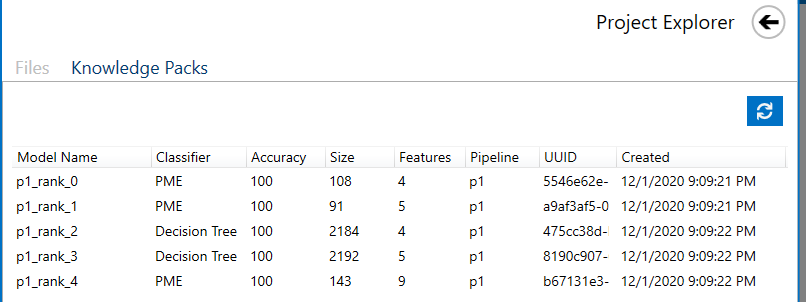 Project Explorer
Files Knowledge Packs
Model Name Classifier Accuracy Size Features Pipeline UUID Created
p1_rank_0 PME 100 108 4 p1 5546e62e- 12/1/2020 9:09:21 PM
p1_rank_1 PME 100 91 5 p1 a9af3af5-0 12/1/2020 9:09:21 PM
p1_rank_2 Decision Tree 100 2184 4 p1 475cc38d- 12/1/2020 9:09:22 PM
p1_rank_3 Decision Tree 100 2192 5 p1 8190c907- 12/1/2020 9:09:22 PM
p1_rank_4 PME 100 143 9 p1 b67131e3- 12/1/2020 9:09:22 PM